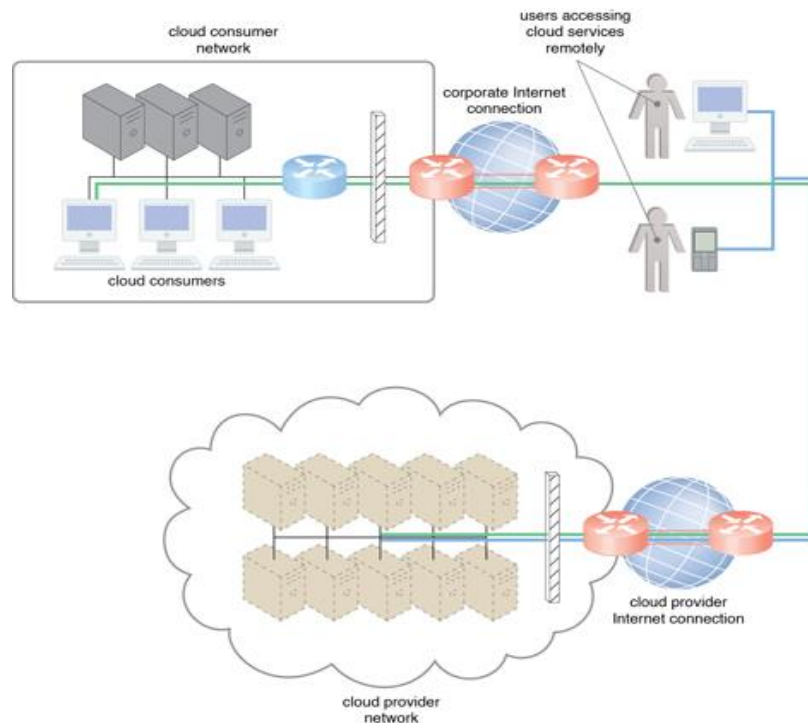 cloud consumer
network
users accessing
cloud services
remotely
corporate Internet
connection
cloud consumers
cloud provider
Internet connection
cloud provider
network